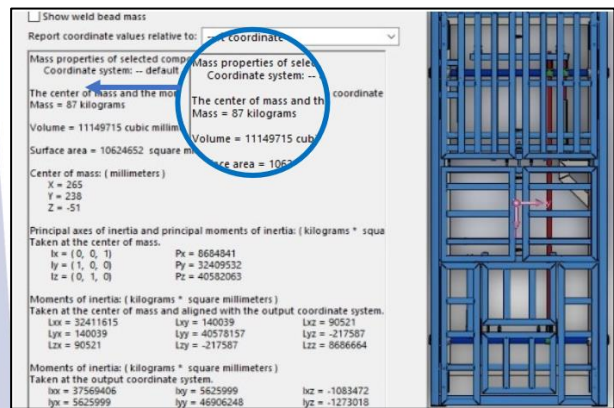 Show weld bead mass
Report coordinate values relative to:
Mass properties of selected compo
Coordinate system: -- default
The center of mass and the mo
coordinate
Mass = 87 kilograms
Volume = 11149715 cubic millim
Surface area = 10624652 square m
Center of mass: ( millimeters )
X = 265
Y = 238
Z = -51
Principal axes of inertia and principal moments of inertia: ( kilograms * squa
Taken at the center of mass.
Ix = ( 0, 0, 1) Px = 8684841
Iy = ( 1, 0, 0) Py = 32409532
Iz = ( 0, 1, 0) Pz = 40582063
Moments of inertia: ( kilograms * square millimeters )
Taken at the center of mass and aligned with the output coordinate system.
Lxx = 32411615 Lxy = 140039 Lxz = 90521
Lyx = 140039 Lyy = 40578157 Lyz = -217587
Lzx = 90521 Lzy = -217587 Lzz = 8686664
Moments of inertia: ( kilograms * square millimeters )
Taken at the output coordinate system.
Ixx = 37569406 Ixy = 5625999 Ixz = -1083472
Iyx = 5625999 Iyy = 46906248 Iyz = -1273018
coordinate
Mass properties of selec
Coordinate system: --
The center of mass and th
Mass = 87 kilograms
Volume = 11149715 cubi
ace area = 1062